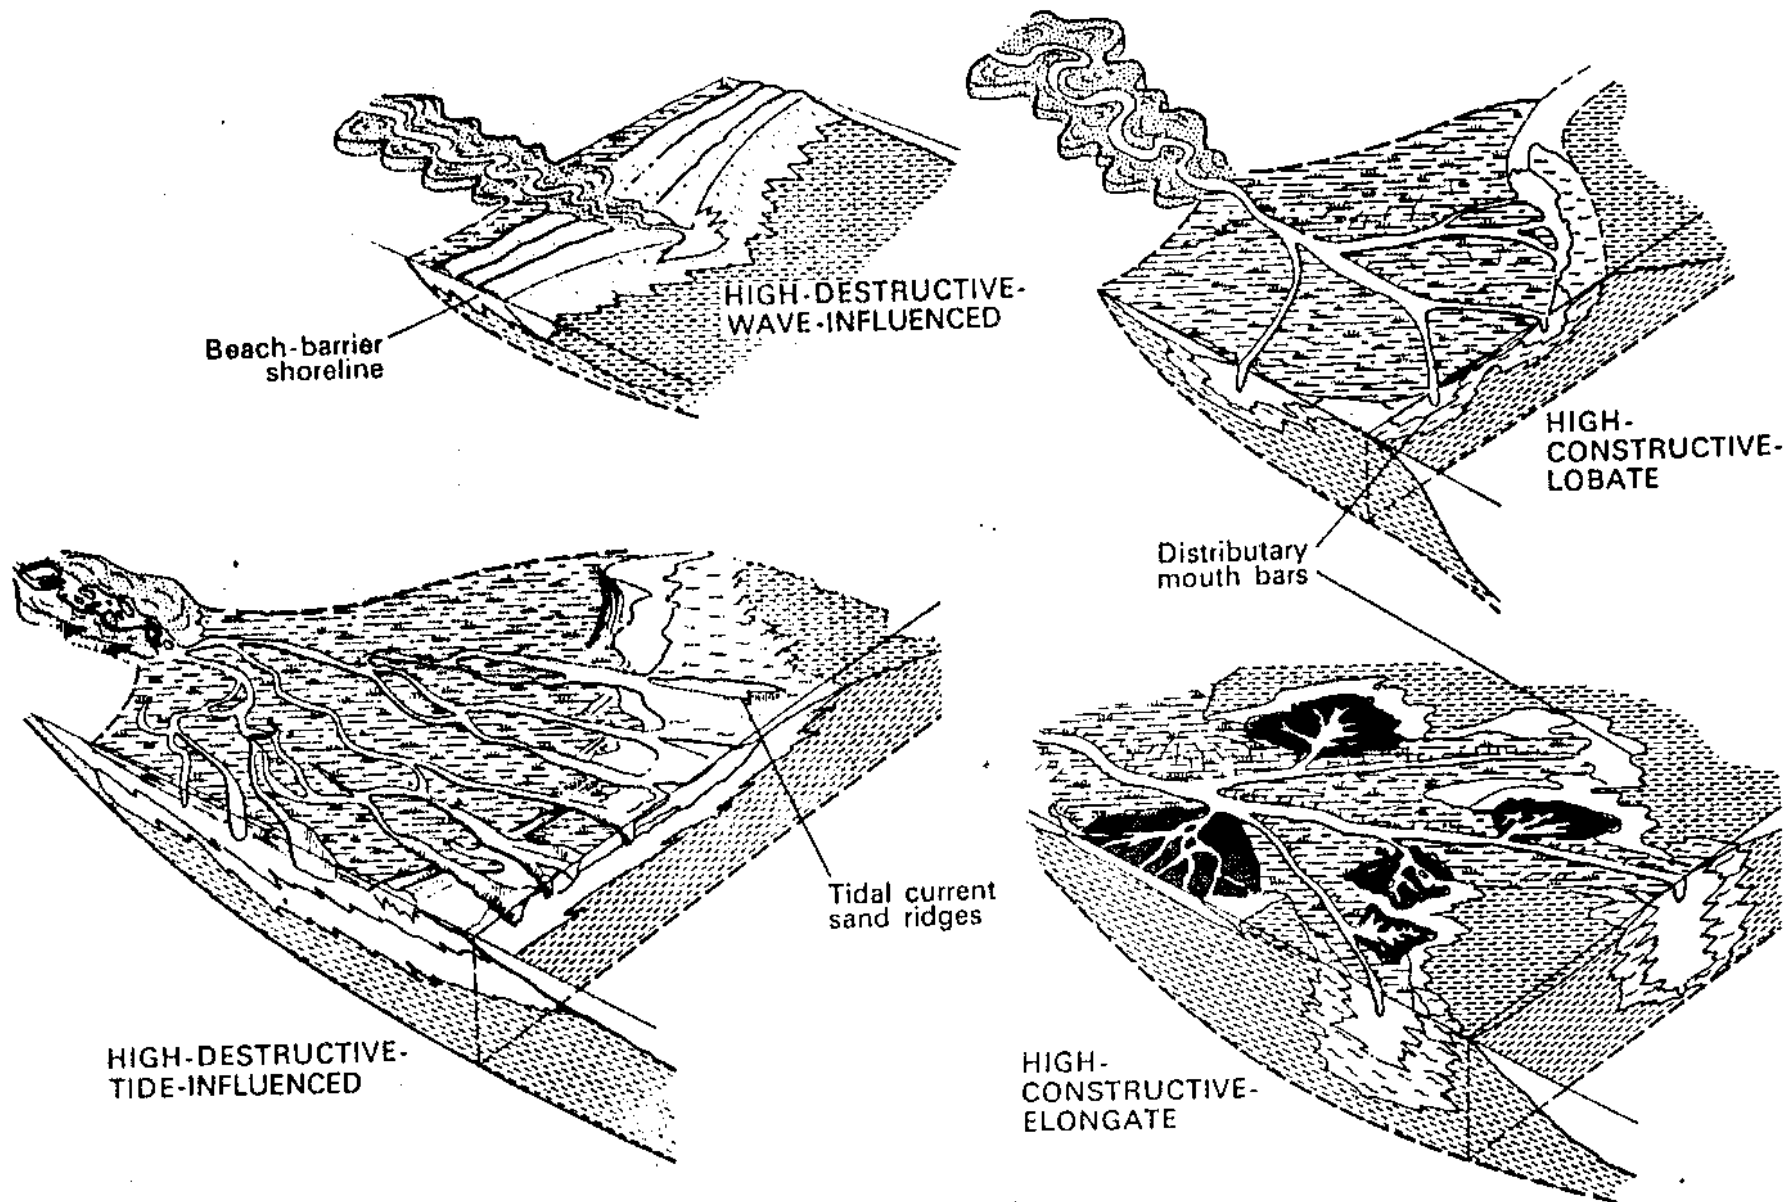 HIGH-DESTRUCTIVE-
WAVE-INFLUENCED
Beach-barrier
shoreline
HIGH-
CONSTRUCTIVE-
LOBATE
Distributary
mouth bars
Tidal current
sand ridges
HIGH-DESTRUCTIVE-
TIDE-INFLUENCED
HIGH-
CONSTRUCTIVE-
ELONGATE